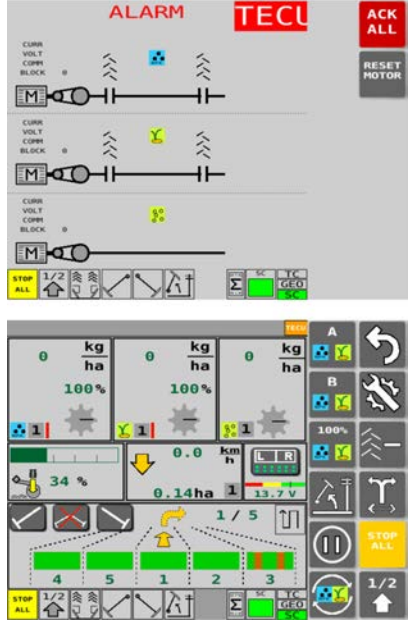 ALARM TECU
ACK ALL
RESET MOTOR
CURR
VOLT
COMM
BLOCK 0
M
CURR
VOLT
COMM
BLOCK 0
M
CURR
VOLT
COMM
BLOCK 0
M
STOP ALL 1/2 Σ SC TC GEO SC
TECU
0 kg/ha 0 kg/ha 0 kg/ha
100% 100%
1 1 1
34 %
0.0 km/h
0.14ha 1
L R
13.7 V
1 / 5
4 5 1 2 3
STOP ALL 1/2 Σ SC TC GEO SC
A
B
100%
STOP ALL
1/2